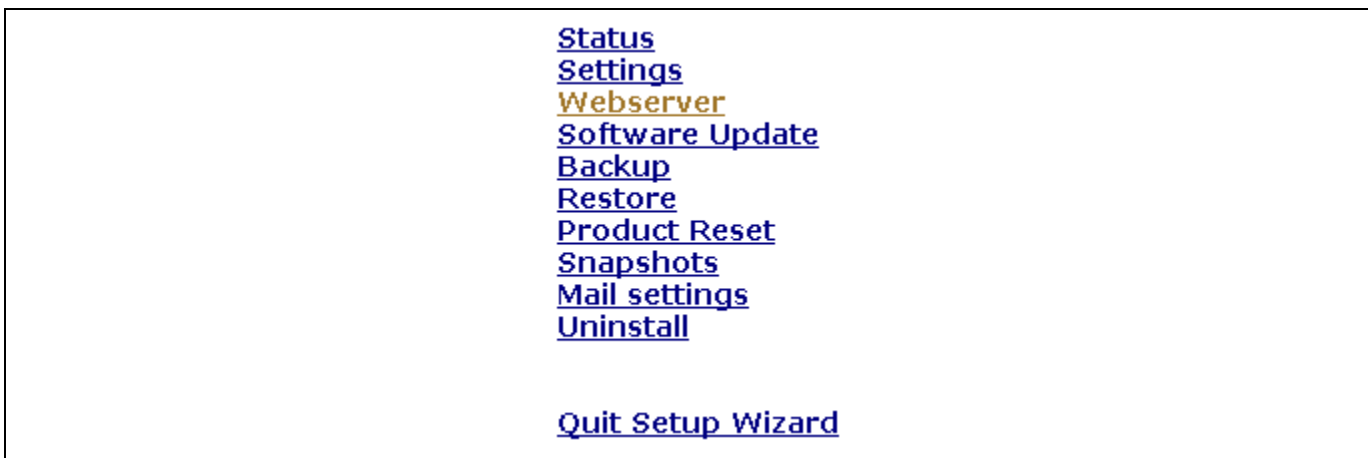 Status
Settings
Webserver
Software Update
Backup
Restore
Product Reset
Snapshots
Mail settings
Uninstall
Quit Setup Wizard